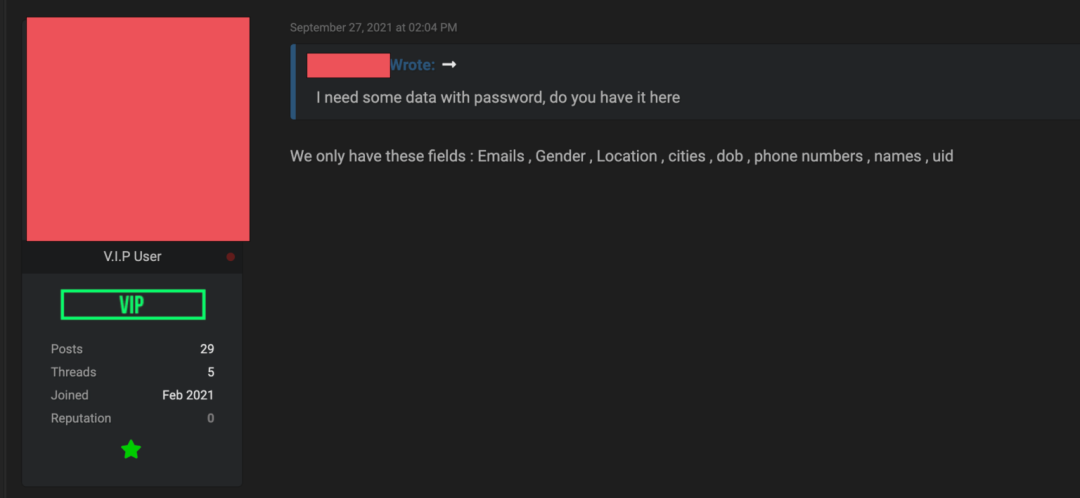 September 27, 2021 at 02:04 PM
Wrote: →
I need some data with password, do you have it here
We only have these fields : Emails , Gender , Location , cities , dob , phone numbers , names , uid
V.I.P User
VIP
Posts 29
Threads 5
Joined Feb 2021
Reputation 0